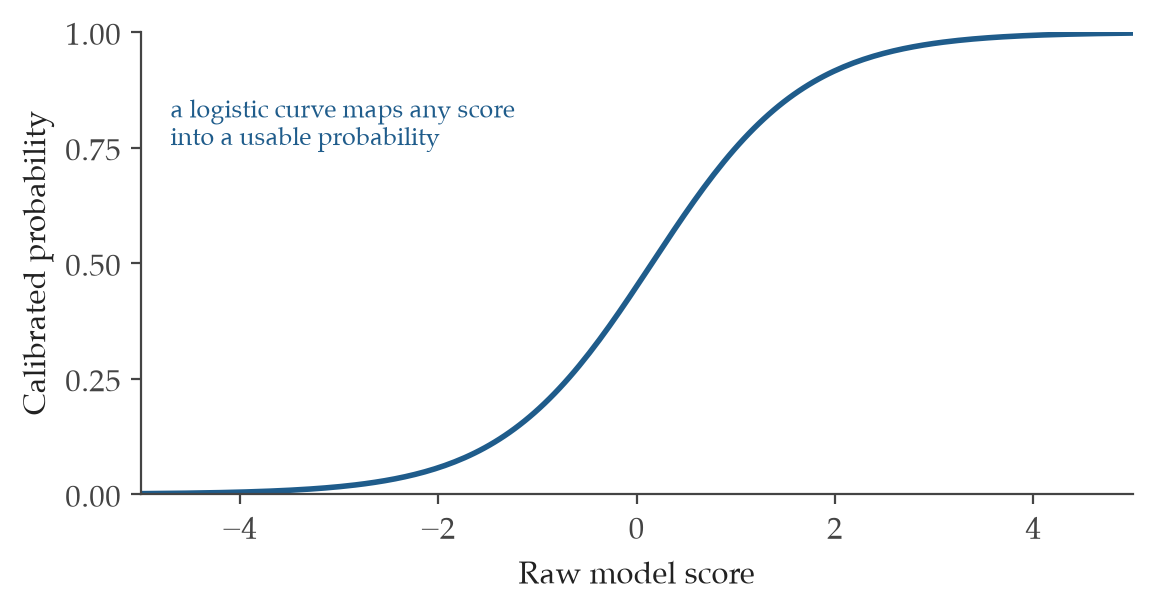 1.00
a logistic curve maps any score
into a usable probability
0.75
Calibrated probability
0.50
0.25
0.00
−4
−2
0
2
4
Raw model score